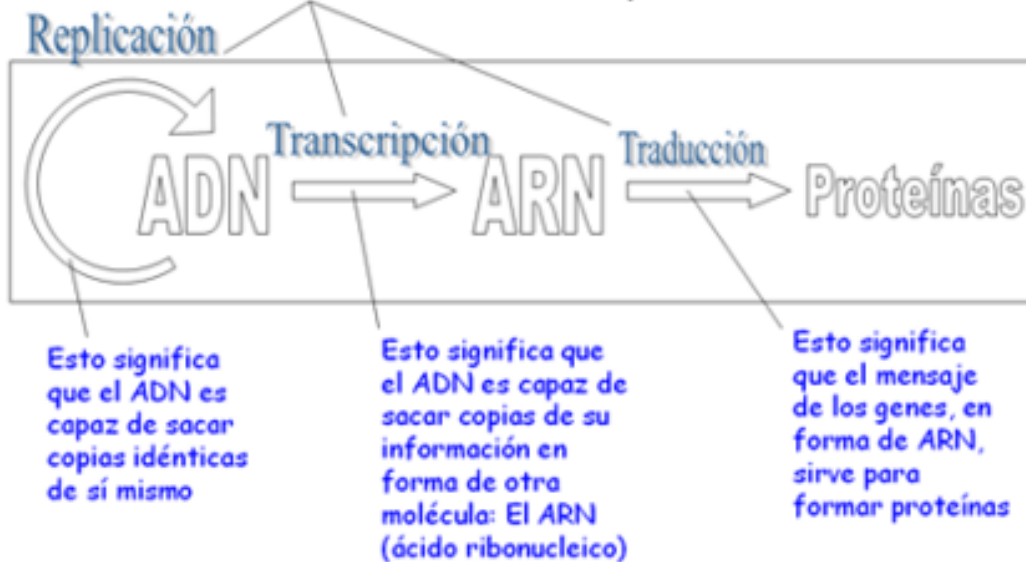 Replicación
Transcripción
Traducción
ADN
ARN
Proteínas
Esto significa
que el ADN es
capaz de sacar
copias idénticas
de sí mismo
Esto significa que
el ADN es capaz de
sacar copias de su
información en
forma de otra
molécula: El ARN
(ácido ribonucleico)
Esto significa
que el mensaje
de los genes, en
forma de ARN,
sirve para
formar proteínas